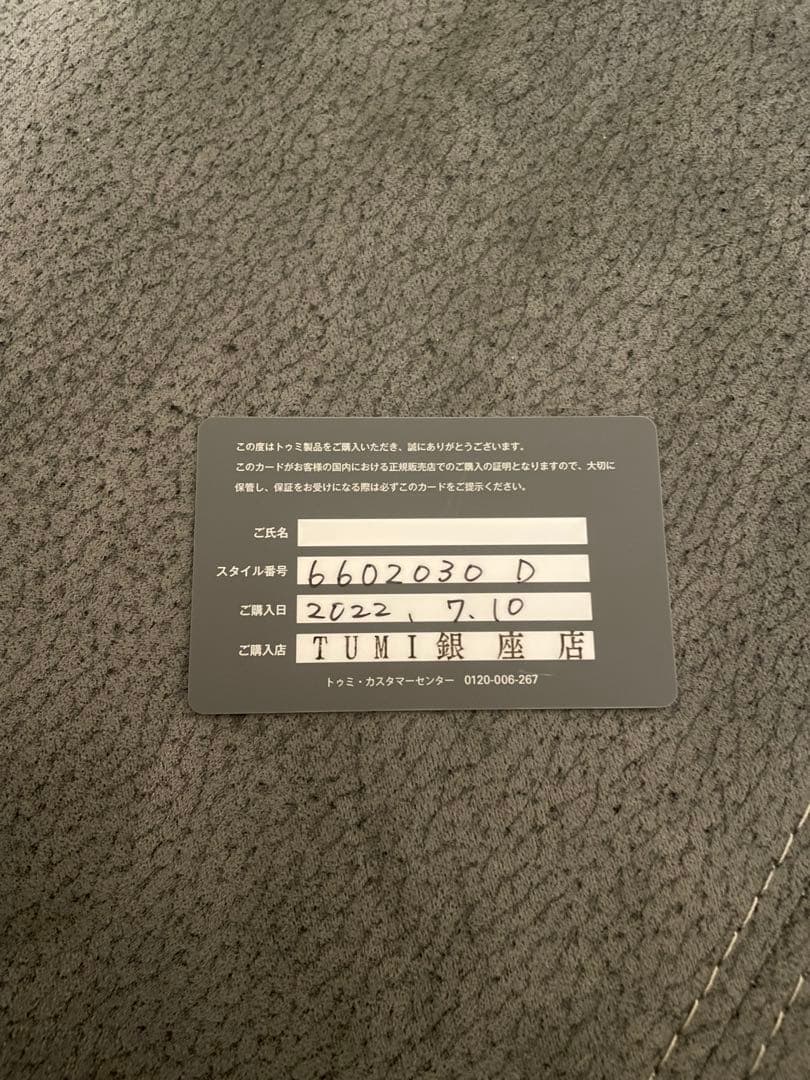 この度はトゥミ製品をご購入いただき、誠にありがとうございます。
このカードがお客様の国内における正規販売店でのご購入の証明となりますので、大切に
保管し、保証をお受けになる際は必ずこのカードをご提示ください。
ご氏名
スタイル番号 6602030 D
ご購入日 2022, 7.10
ご購入店 TUMI銀座店
トゥミ・カスタマーセンター 0120-006-267